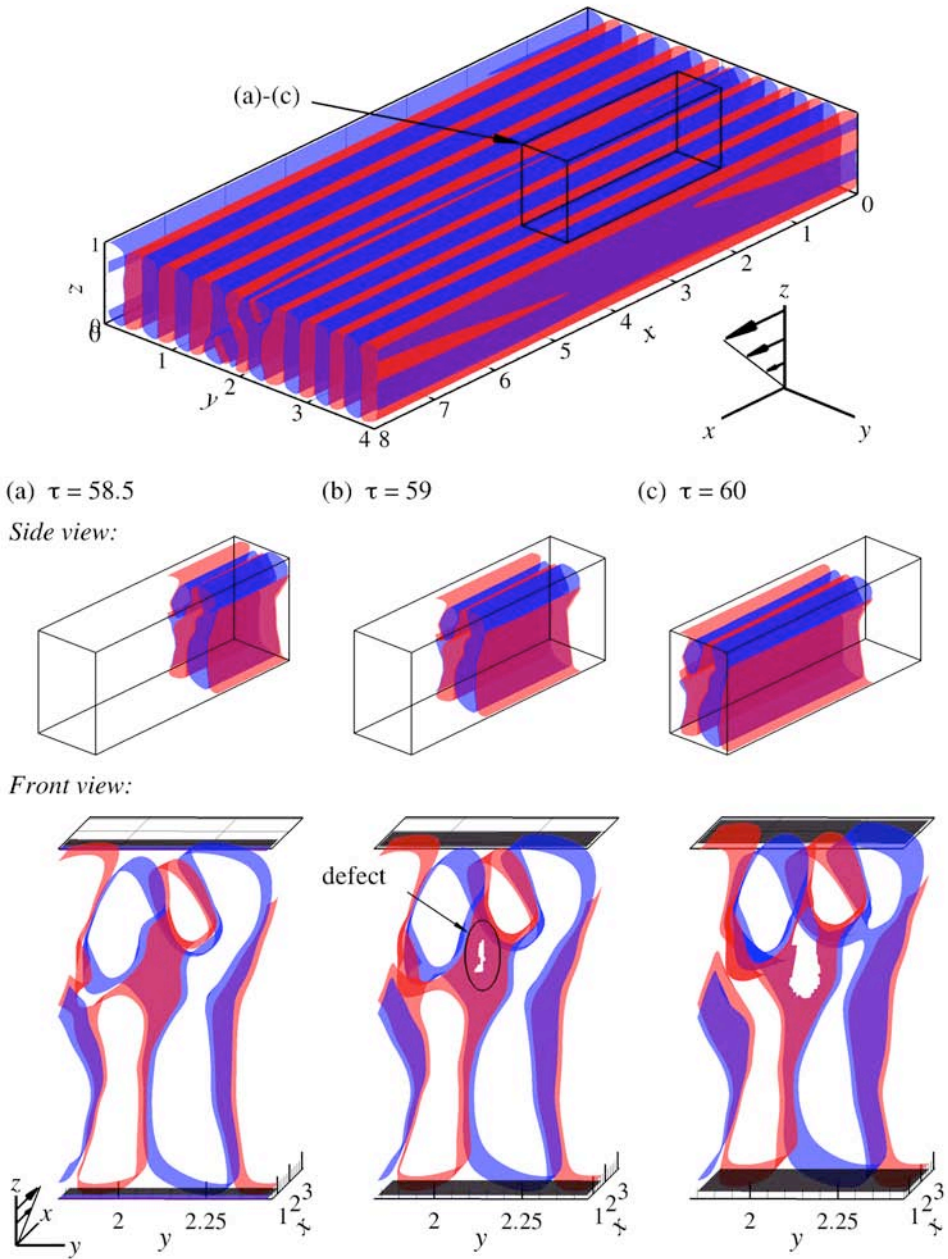 (a)-(c)
1
z
0
0
1
2
3
4
y
8
7
6
5
4
3
2
1
0
x
z
x
y
(a) τ = 58.5
(b) τ = 59
(c) τ = 60
Side view:
Front view:
defect
z
x
y
2
2.25
1
2
3
y
x
2
2.25
1
2
3
y
x
2
2.25
1
2
3
y
x